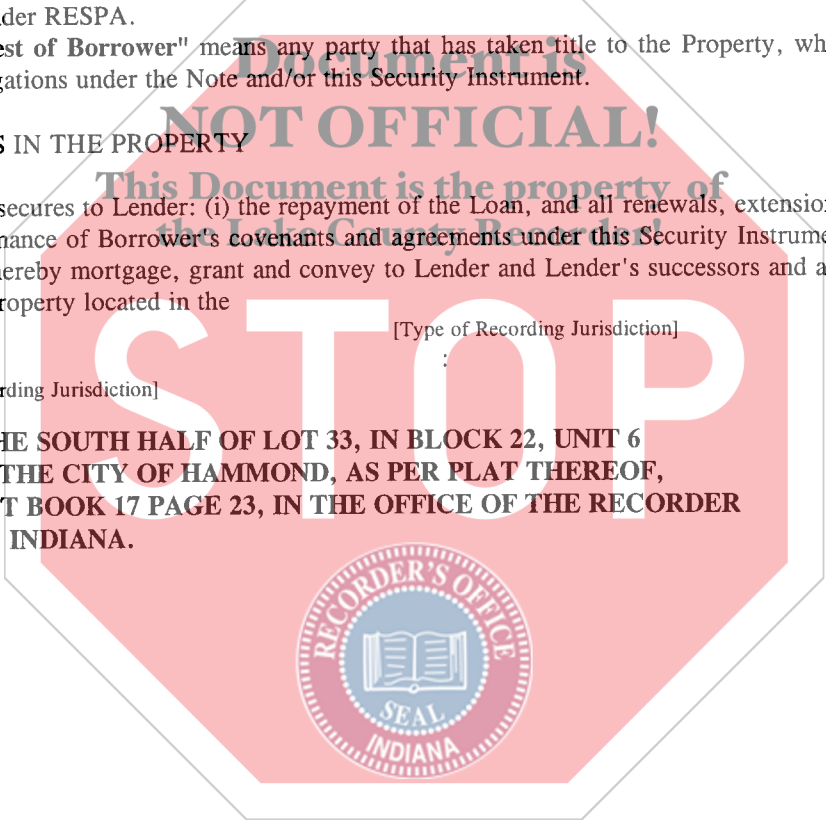 der RESPA.
est of Borrower" means any party that has taken title to the Property, wh
Document is
gations under the Note and/or this Security Instrument.
NOT OFFICIAL!
S IN THE PROPERTY
This Document is the property of
secures to Lender: (i) the repayment of the Loan, and all renewals, extension
the Lake County Recorder!
nance of Borrower's covenants and agreements under this Security Instrume
ereby mortgage, grant and convey to Lender and Lender's successors and a
roperty located in the
[Type of Recording Jurisdiction]
:
rding Jurisdiction]
STOP
HE SOUTH HALF OF LOT 33, IN BLOCK 22, UNIT 6
THE CITY OF HAMMOND, AS PER PLAT THEREOF,
T BOOK 17 PAGE 23, IN THE OFFICE OF THE RECORDER
INDIANA.
RECORDER'S OFFICE
SEAL
INDIANA